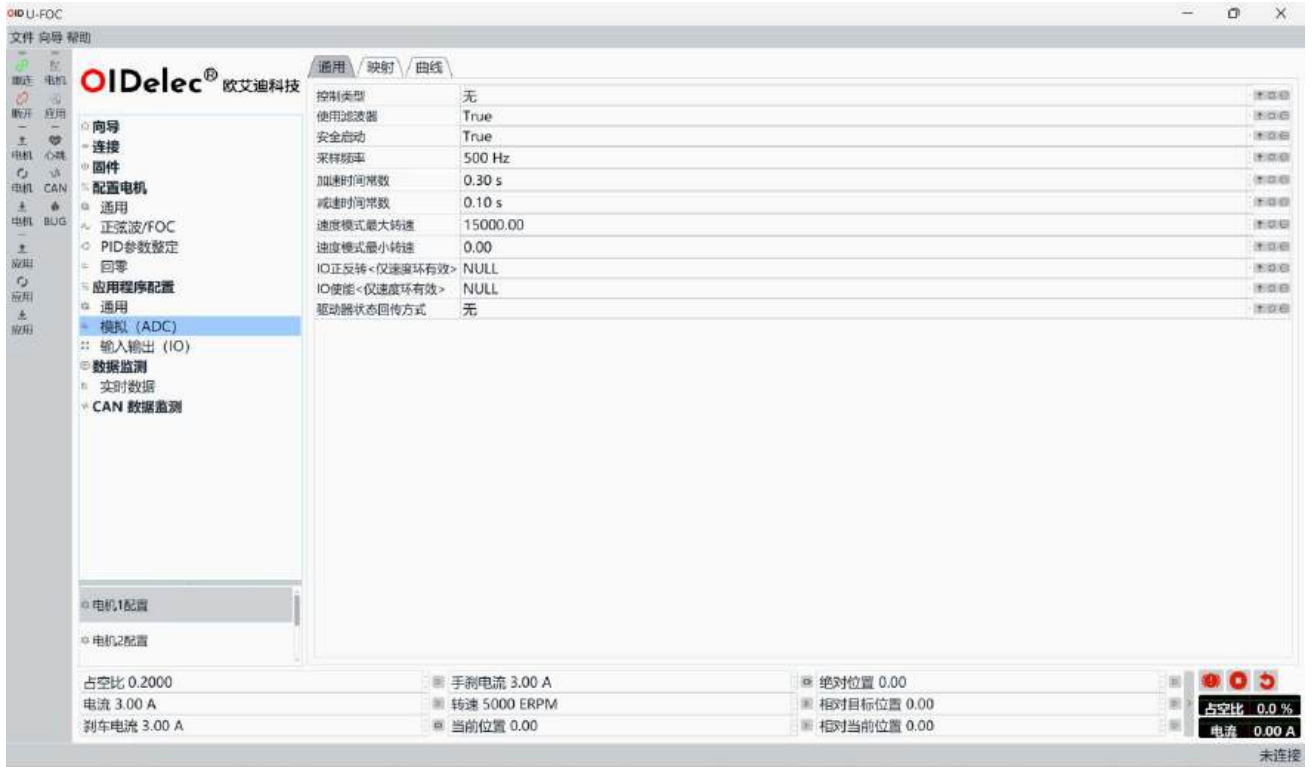 OID U-FOC
文件 向导 帮助
重连 电机
断开 应用
电机 心跳
电机 CAN
电机 BUG
应用
应用
应用
OIDelec® 欧艾迪科技
向导
连接
固件
配置电机
通用
正弦波/FOC
PID参数整定
回零
应用程序配置
通用
模拟 (ADC)
输入输出 (IO)
数据监测
实时数据
CAN 数据监测
电机1配置
电机2配置
通用 映射 曲线
控制类型 无
使用滤波器 True
安全启动 True
采样频率 500 Hz
加速时间常数 0.30 s
减速时间常数 0.10 s
速度模式最大转速 15000.00
速度模式最小转速 0.00
IO正反转<仅速度环有效> NULL
IO使能<仅速度环有效> NULL
驱动器状态回传方式 无
占空比 0.2000 手刹电流 3.00 A 绝对位置 0.00
电流 3.00 A 转速 5000 ERPM 相对目标位置 0.00
刹车电流 3.00 A 当前位置 0.00 相对当前位置 0.00
占空比 0.0 %
电流 0.00 A
未连接